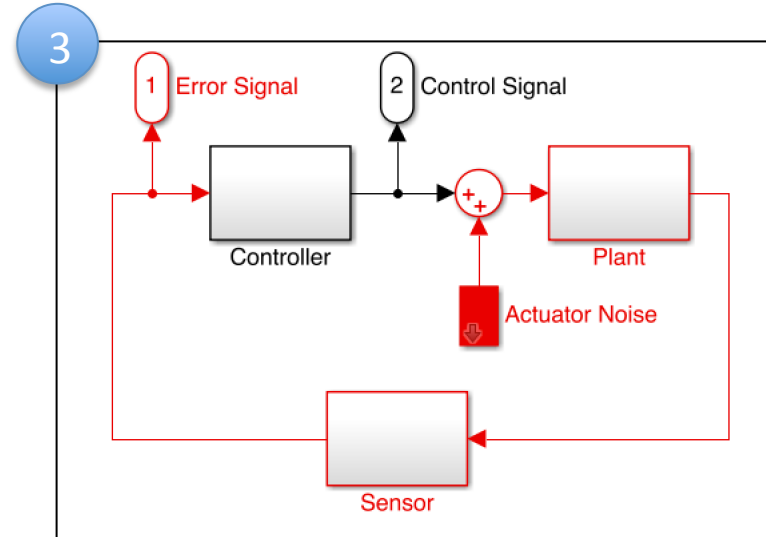 3
1 Error Signal
2 Control Signal
Controller
+
+
Plant
Actuator Noise
Sensor